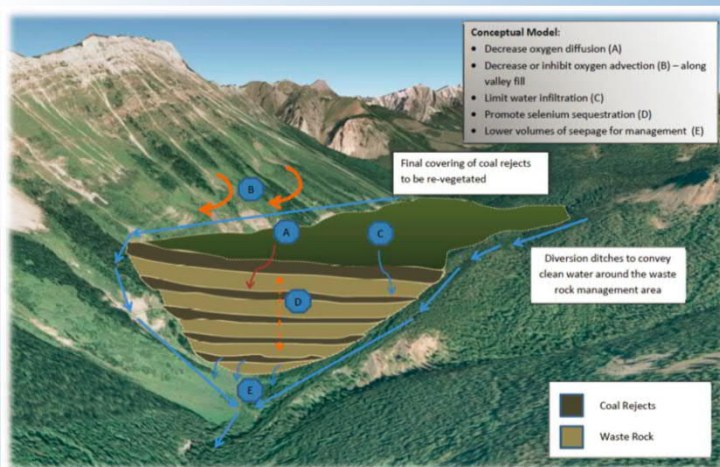 Conceptual Model:
• Decrease oxygen diffusion (A)
• Decrease or inhibit oxygen advection (B) – along
valley fill
• Limit water infiltration (C)
• Promote selenium sequestration (D)
• Lower volumes of seepage for management (E)
Final covering of coal rejects
to be re-vegetated
B
A
C
Diversion ditches to convey
clean water around the waste
rock management area
D
E
Coal Rejects
Waste Rock